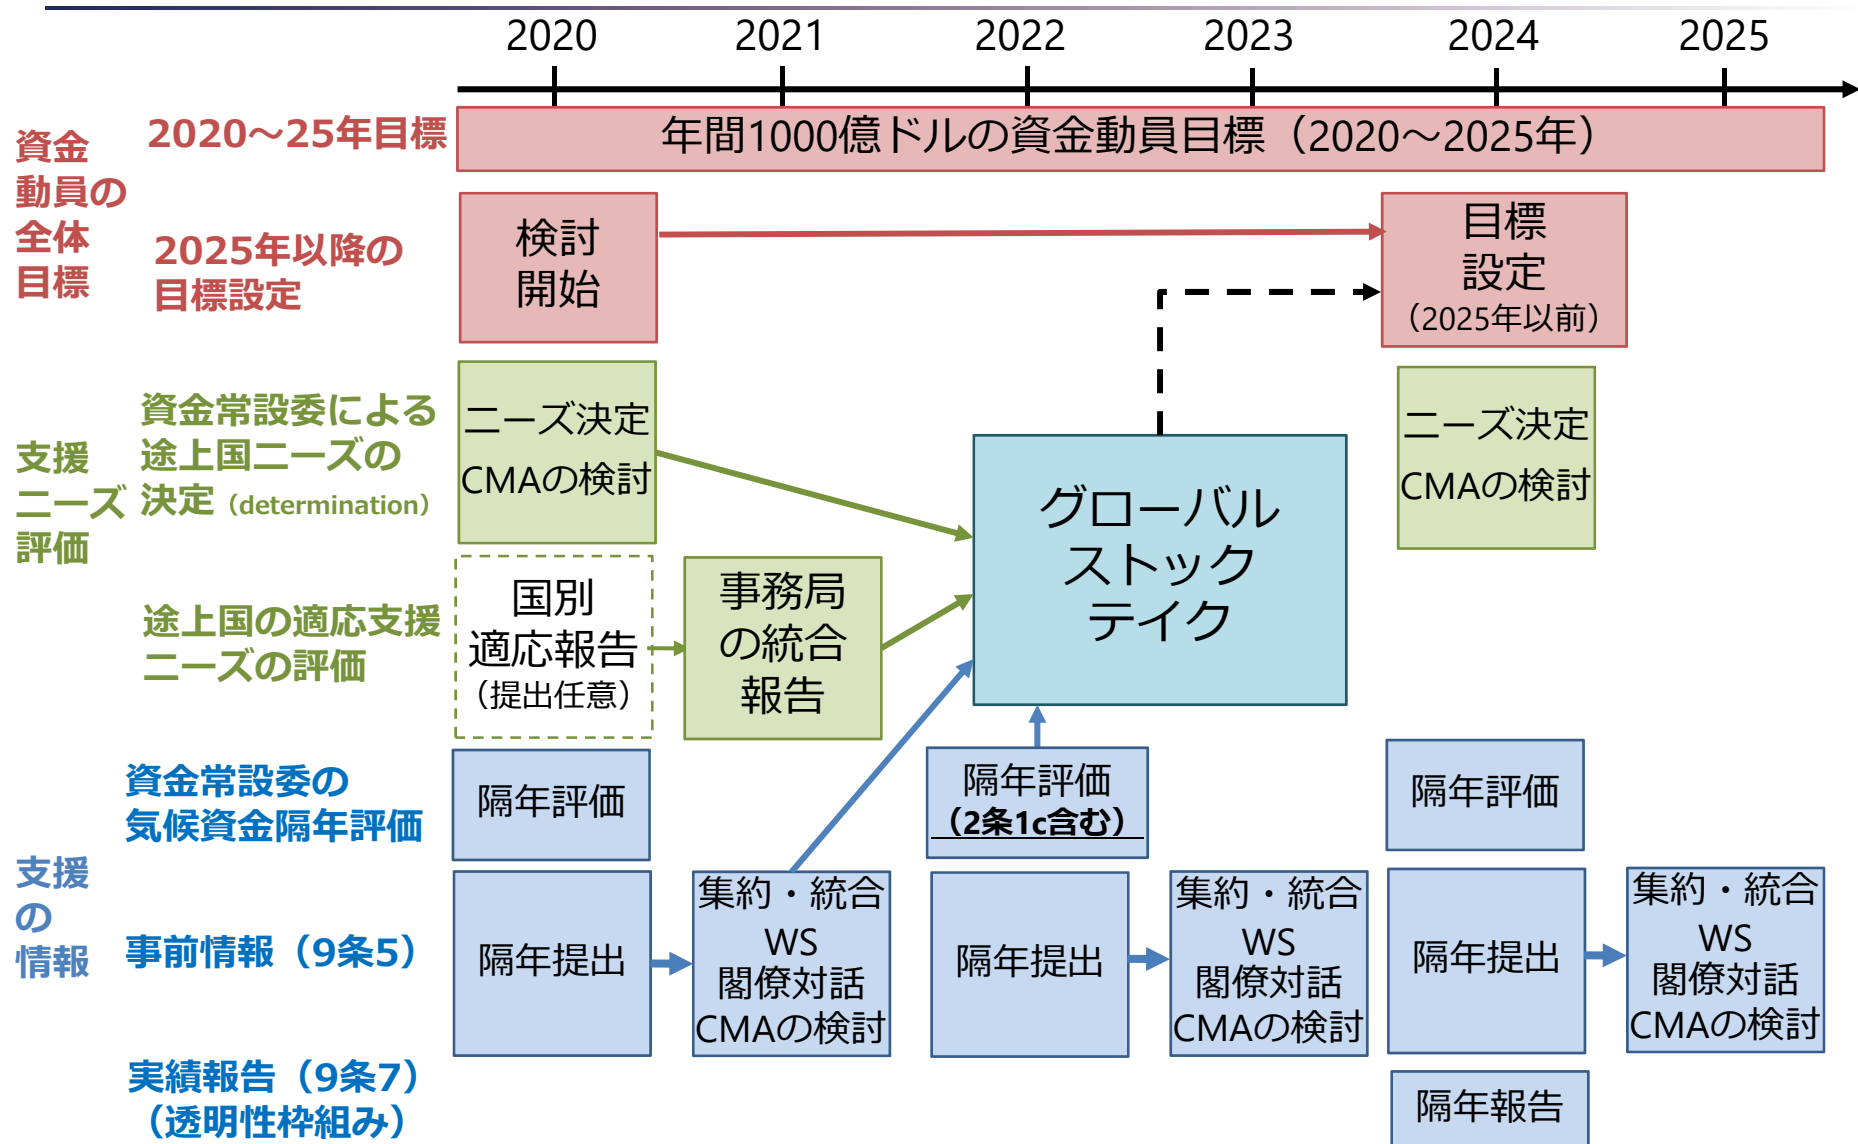 2020
2021
2022
2023
2024
2025
資金
動員の
全体
目標
2020～25年目標
年間1000億ドルの資金動員目標（2020～2025年）
2025年以降の
目標設定
検討
開始
目標
設定
（2025年以前）
支援
ニーズ
評価
資金常設委による
途上国ニーズの
決定（determination）
ニーズ決定
CMAの検討
グローバル
ストック
テイク
ニーズ決定
CMAの検討
途上国の適応支援
ニーズの評価
国別
適応報告
（提出任意）
事務局
の統合
報告
支援
の
情報
資金常設委の
気候資金隔年評価
隔年評価
隔年評価
（2条1c含む）
隔年評価
事前情報（9条5）
隔年提出
集約・統合
WS
閣僚対話
CMAの検討
隔年提出
集約・統合
WS
閣僚対話
CMAの検討
隔年提出
集約・統合
WS
閣僚対話
CMAの検討
実績報告（9条7）
（透明性枠組み）
隔年報告